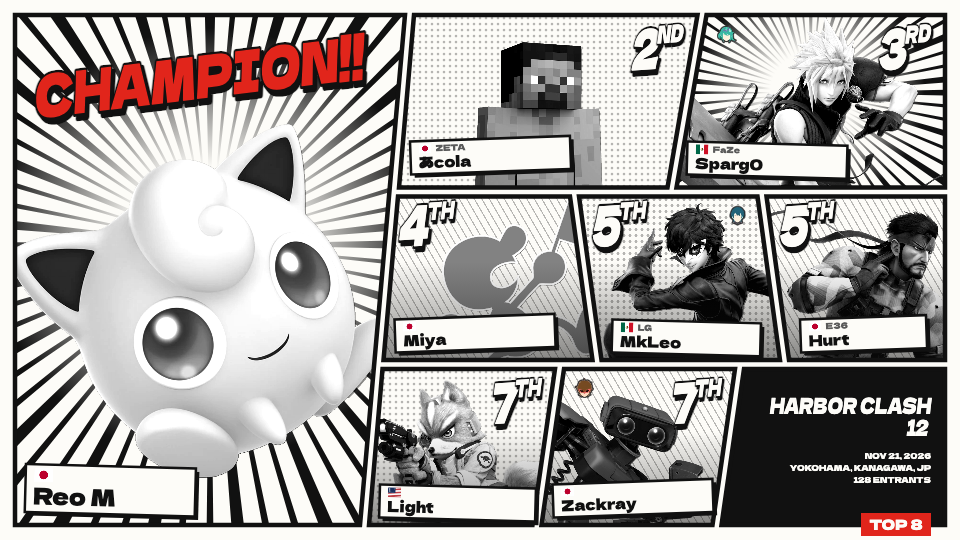 CHAMPION!!
Reo M
2ND
ZETA
あcola
3RD
FaZe
Sparg0
4TH
Miya
5TH
LG
MkLeo
5TH
E36
Hurt
7TH
Light
7TH
Zackray
HARBOR CLASH
12
NOV 21, 2026
YOKOHAMA, KANAGAWA, JP
128 ENTRANTS
TOP 8